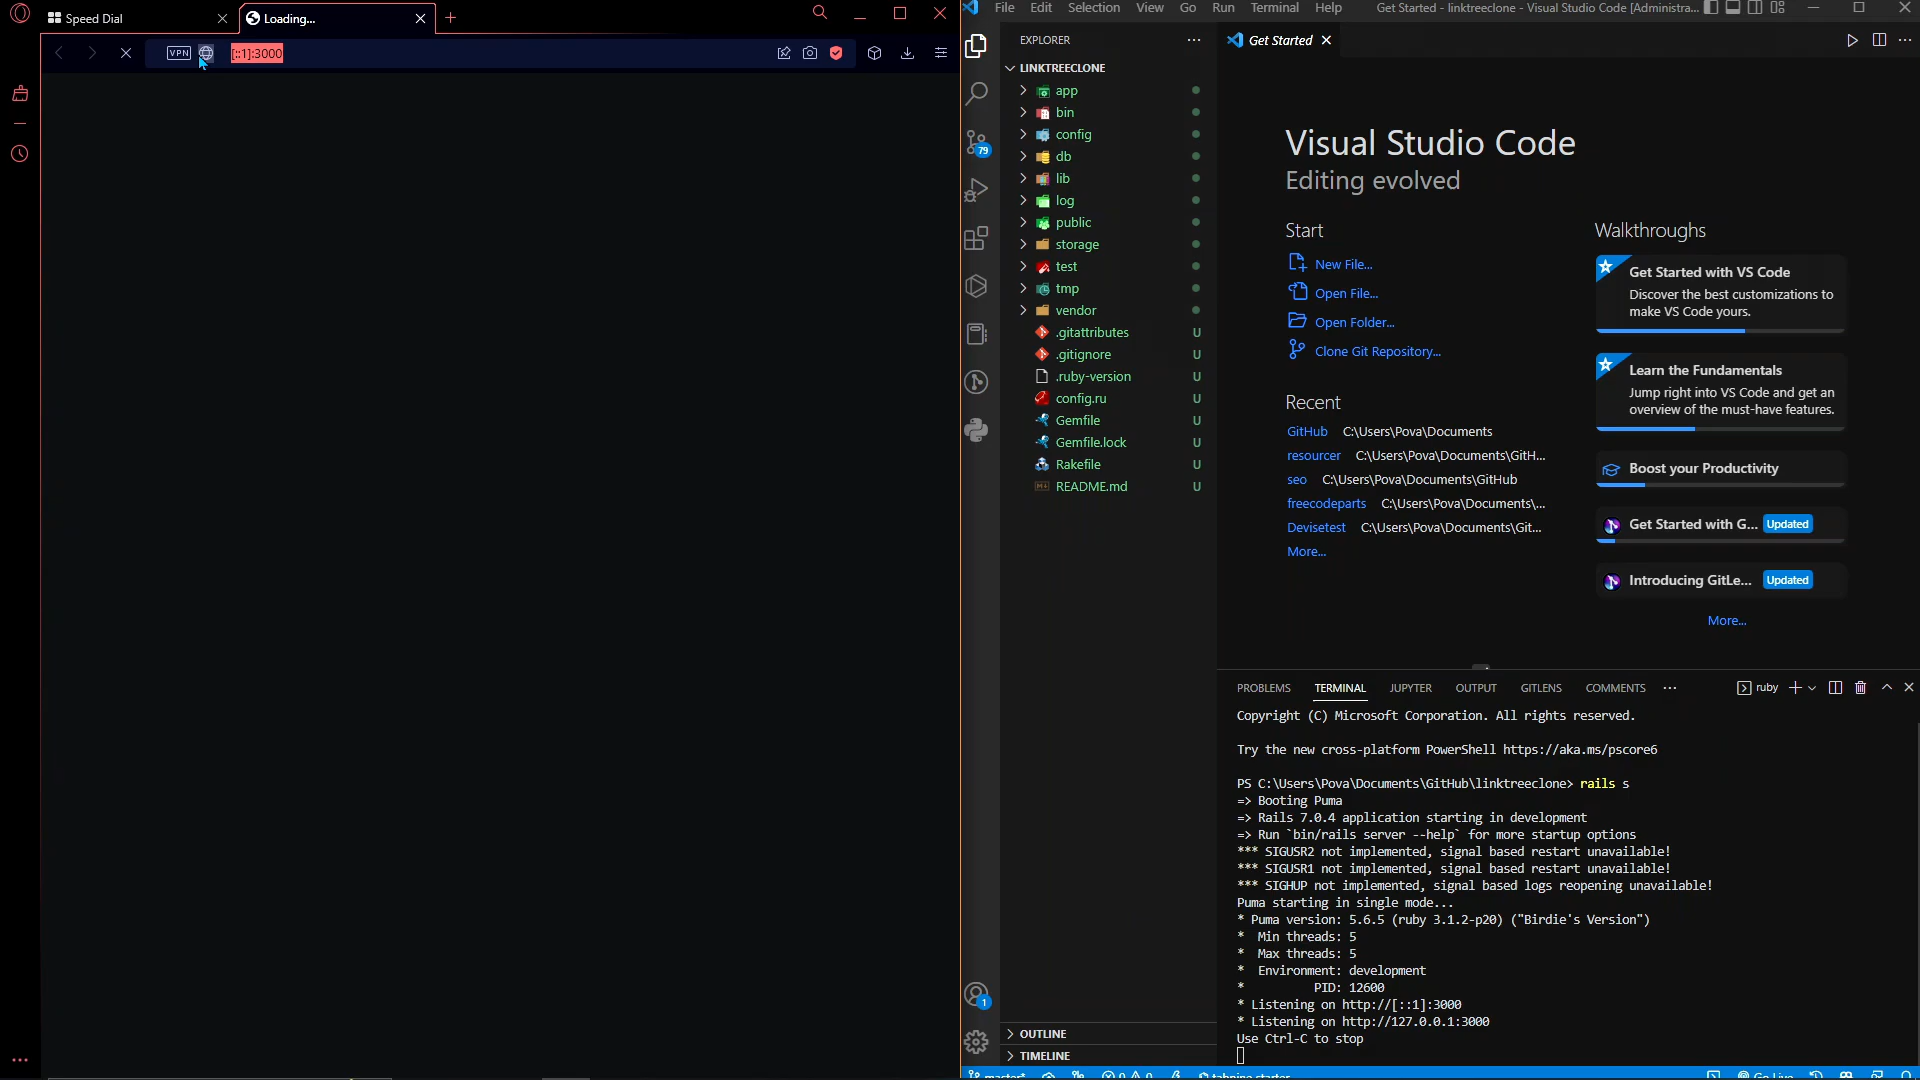 Speed Dial
Loading...
VPN
[::1]:3000
File Edit Selection View Go Run Terminal Help
Get Started - linktreeclone - Visual Studio Code [Administra...
EXPLORER
LINKTREECLONE
app
bin
config
db
lib
log
public
storage
test
tmp
vendor
.gitattributes U
.gitignore U
.ruby-version U
config.ru U
Gemfile U
Gemfile.lock U
Rakefile U
README.md U
OUTLINE
TIMELINE
79
1
Get Started
Visual Studio Code
Editing evolved
Start
New File...
Open File...
Open Folder...
Clone Git Repository...
Recent
GitHub C:\Users\Pova\Documents
resourcer C:\Users\Pova\Documents\GitH...
seo C:\Users\Pova\Documents\GitHub
freecodeparts C:\Users\Pova\Documents\...
Devisetest C:\Users\Pova\Documents\Git...
More...
Walkthroughs
Get Started with VS Code
Discover the best customizations to
make VS Code yours.
Learn the Fundamentals
Jump right into VS Code and get an
overview of the must-have features.
Boost your Productivity
Get Started with G... Updated
Introducing GitLe... Updated
More...
PROBLEMS TERMINAL JUPYTER OUTPUT GITLENS COMMENTS
ruby
Copyright (C) Microsoft Corporation. All rights reserved.
Try the new cross-platform PowerShell https://aka.ms/pscore6
PS C:\Users\Pova\Documents\GitHub\linktreeclone> rails s
=> Booting Puma
=> Rails 7.0.4 application starting in development
=> Run `bin/rails server --help` for more startup options
*** SIGUSR2 not implemented, signal based restart unavailable!
*** SIGUSR1 not implemented, signal based restart unavailable!
*** SIGHUP not implemented, signal based logs reopening unavailable!
Puma starting in single mode...
* Puma version: 5.6.5 (ruby 3.1.2-p20) ("Birdie's Version")
* Min threads: 5
* Max threads: 5
* Environment: development
* PID: 12600
* Listening on http://[::1]:3000
* Listening on http://127.0.0.1:3000
Use Ctrl-C to stop
master* 0 0 tabnine starter Go Live